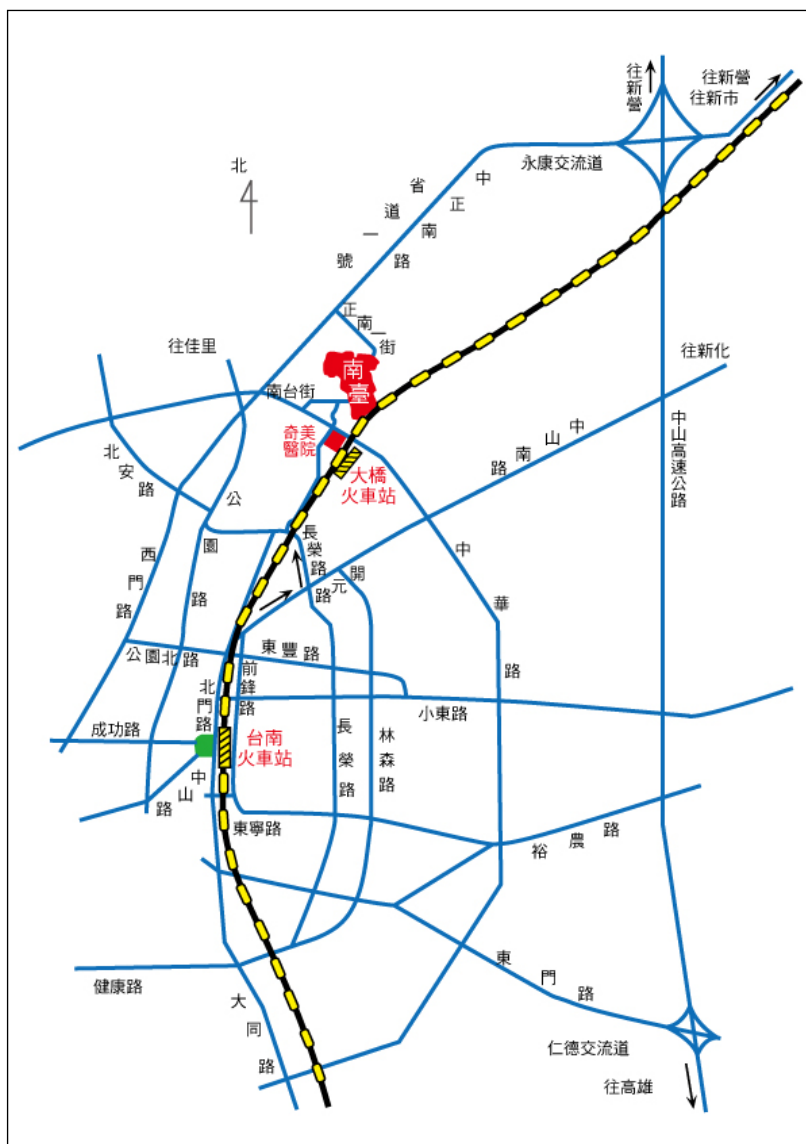 往新營
往新營
往新市
北
永康交流道
省道一號
中正南路
正南一街
往佳里
往新化
南臺
南台街
奇美
醫院
大橋
火車站
中山南路
中山高速公路
北安路
公園路
長榮路
開元路
中華路
西門路
公園北路
東豐路
北門路
前鋒路
小東路
成功路
台南
火車站
長榮路
林森路
中山路
東寧路
裕農路
東門路
健康路
大同路
仁德交流道
往高雄